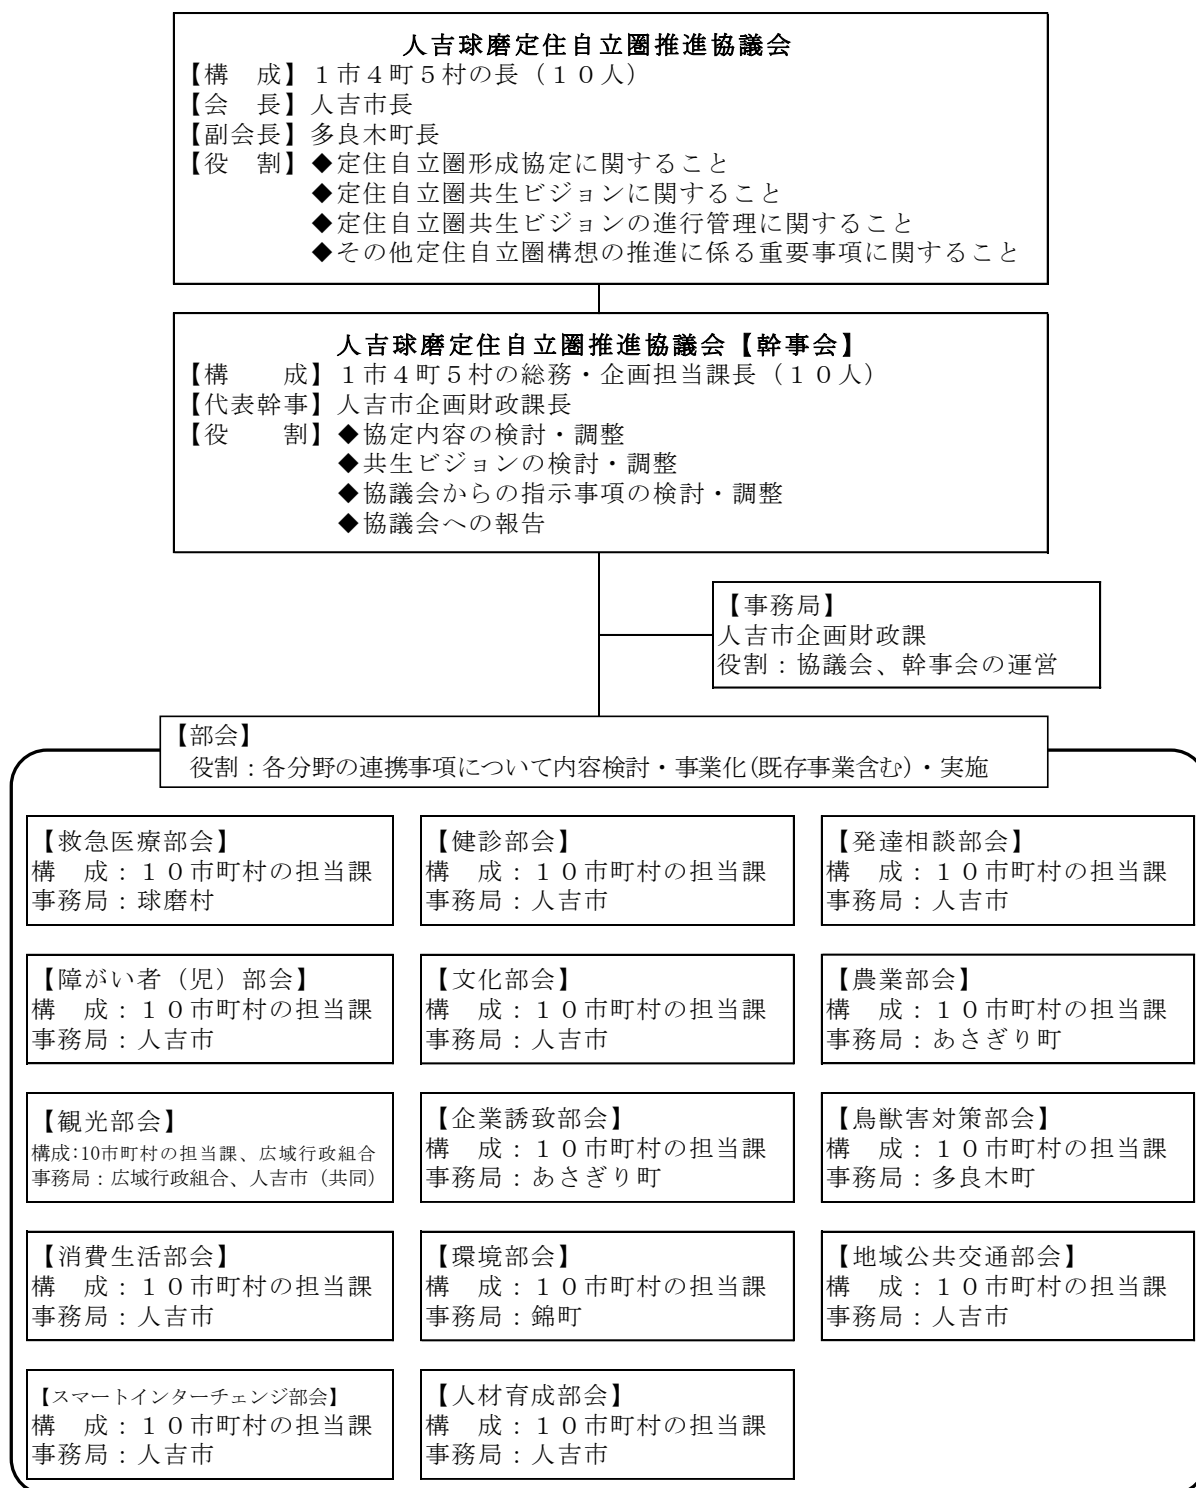 人吉球磨定住自立圏推進協議会
【構　成】１市４町５村の長（１０人）
【会　長】人吉市長
【副会長】多良木町長
【役　割】◆定住自立圏形成協定に関すること
◆定住自立圏共生ビジョンに関すること
◆定住自立圏共生ビジョンの進行管理に関すること
◆その他定住自立圏構想の推進に係る重要事項に関すること
人吉球磨定住自立圏推進協議会【幹事会】
【構　　成】１市４町５村の総務・企画担当課長（１０人）
【代表幹事】人吉市企画財政課長
【役　　割】◆協定内容の検討・調整
◆共生ビジョンの検討・調整
◆協議会からの指示事項の検討・調整
◆協議会への報告
【事務局】
人吉市企画財政課
役割：協議会、幹事会の運営
【部会】
役割：各分野の連携事項について内容検討・事業化(既存事業含む)・実施
【救急医療部会】
構　成：１０市町村の担当課
事務局：球磨村
【健診部会】
構　成：１０市町村の担当課
事務局：人吉市
【発達相談部会】
構　成：１０市町村の担当課
事務局：人吉市
【障がい者（児）部会】
構　成：１０市町村の担当課
事務局：人吉市
【文化部会】
構　成：１０市町村の担当課
事務局：人吉市
【農業部会】
構　成：１０市町村の担当課
事務局：あさぎり町
【観光部会】
構成:10市町村の担当課、広域行政組合
事務局：広域行政組合、人吉市（共同）
【企業誘致部会】
構　成：１０市町村の担当課
事務局：あさぎり町
【鳥獣害対策部会】
構　成：１０市町村の担当課
事務局：多良木町
【消費生活部会】
構　成：１０市町村の担当課
事務局：人吉市
【環境部会】
構　成：１０市町村の担当課
事務局：錦町
【地域公共交通部会】
構　成：１０市町村の担当課
事務局：人吉市
【スマートインターチェンジ部会】
構　成：１０市町村の担当課
事務局：人吉市
【人材育成部会】
構　成：１０市町村の担当課
事務局：人吉市